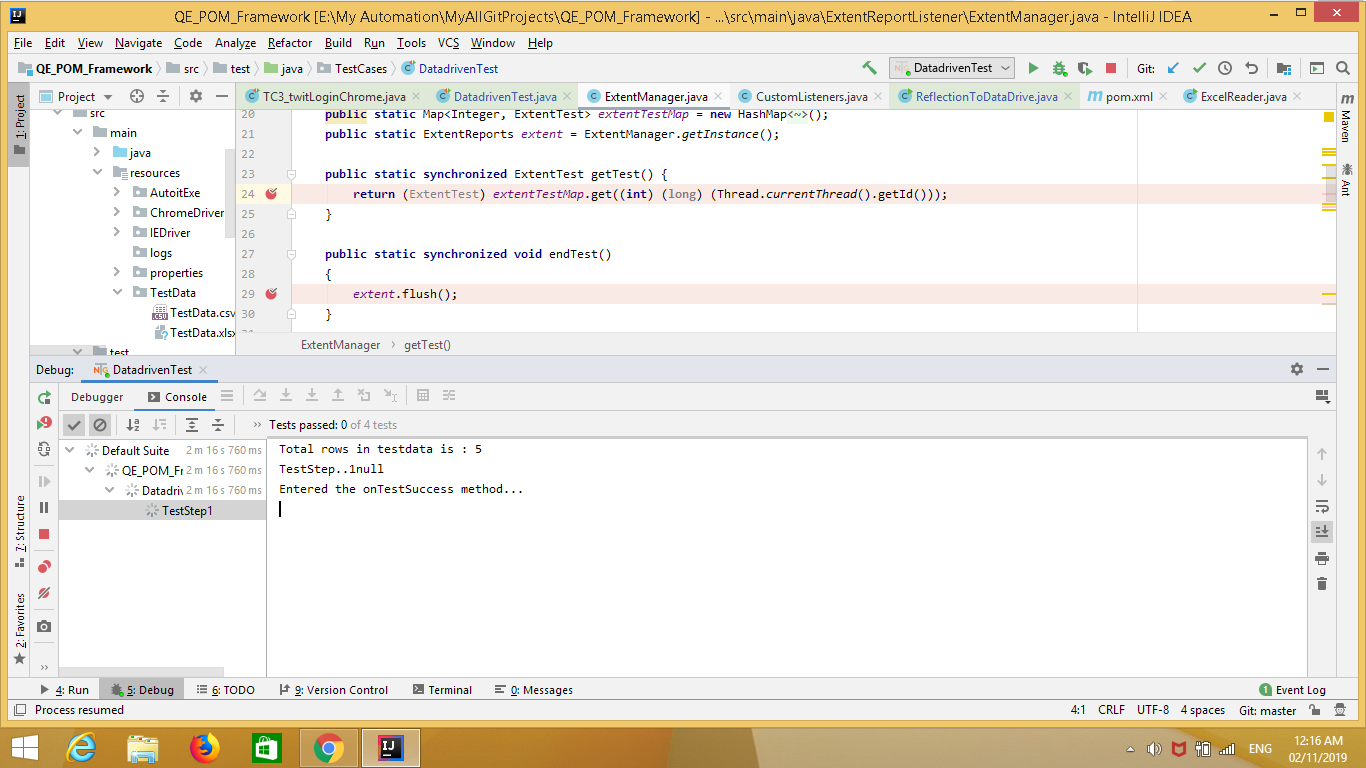 QE_POM_Framework [E:\My Automation\MyAllGitProjects\QE_POM_Framework] - ...\src\main\java\ExtentReportListener\ExtentManager.java - IntelliJ IDEA
File Edit View Navigate Code Analyze Refactor Build Run Tools VCS Window Help
QE_POM_Framework src test java TestCases DatadrivenTest DatadrivenTest Git:
1: Project
Project
TC3_twitLoginChrome.java DatadrivenTest.java ExtentManager.java CustomListeners.java ReflectionToDataDrive.java pom.xml ExcelReader.java
Maven
Ant
src
main
java
resources
AutoitExe
ChromeDriver
IEDriver
logs
properties
TestData
TestData.csv
TestData.xlsx
test
20 public static Map<Integer, ExtentTest> extentTestMap = new HashMap<~>();
21 public static ExtentReports extent = ExtentManager.getInstance();
22
23 public static synchronized ExtentTest getTest() {
24 return (ExtentTest) extentTestMap.get((int) (long) (Thread.currentThread().getId()));
25 }
26
27 public static synchronized void endTest()
28 {
29 extent.flush();
30 }
ExtentManager getTest()
Debug: DatadrivenTest
Debugger Console
Tests passed: 0 of 4 tests
Default Suite 2 m 16 s 760 ms
QE_POM_Fr 2 m 16 s 760 ms
Datadriv 2 m 16 s 760 ms
TestStep1
Total rows in testdata is : 5
TestStep..1null
Entered the onTestSuccess method...
7: Structure
2: Favorites
4: Run 5: Debug 6: TODO 9: Version Control Terminal 0: Messages 1 Event Log
Process resumed 4:1 CRLF UTF-8 4 spaces Git: master
ENG
12:16 AM
02/11/2019